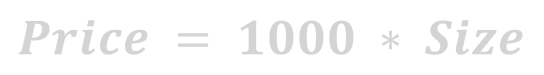 Price = 1000 * Size